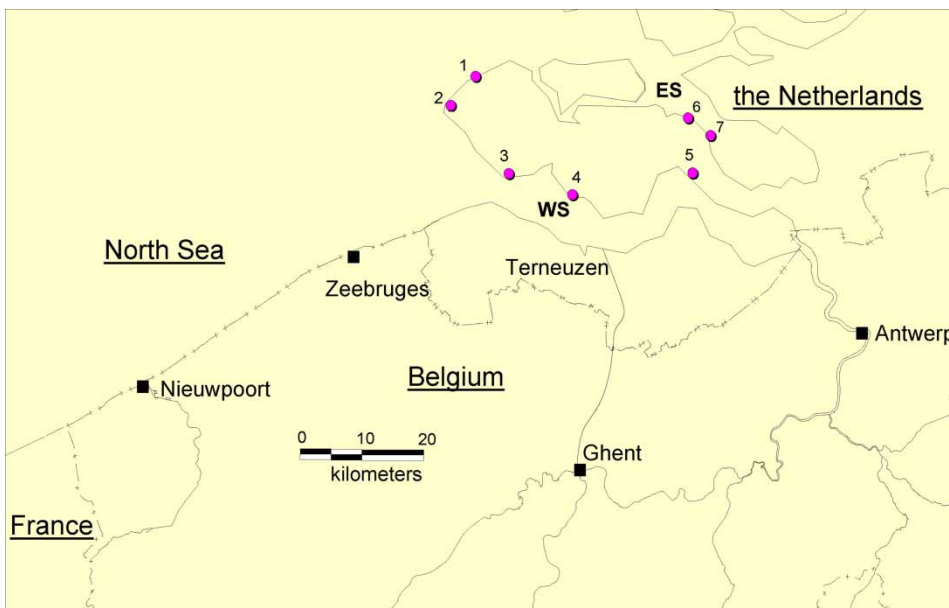 1
ES
the Netherlands
2
6
7
3
5
4
WS
North Sea
Terneuzen
Zeebruges
Antwerp
Belgium
Nieuwpoort
0 10 20
kilometers
Ghent
France